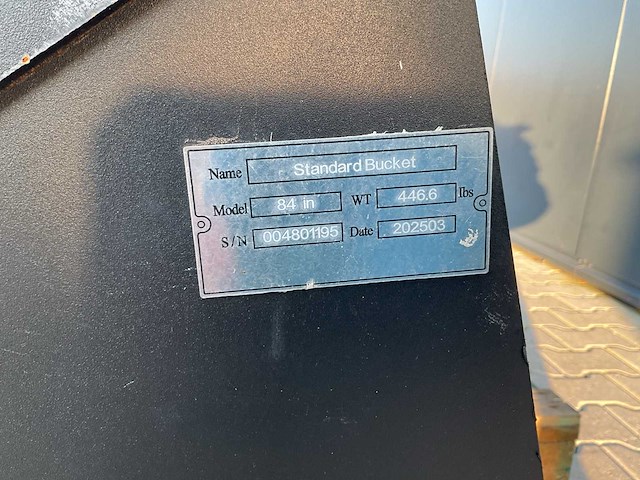 Name Standard Bucket
Model 84 in WT 446.6 lbs
S/N 004801195 Date 202503